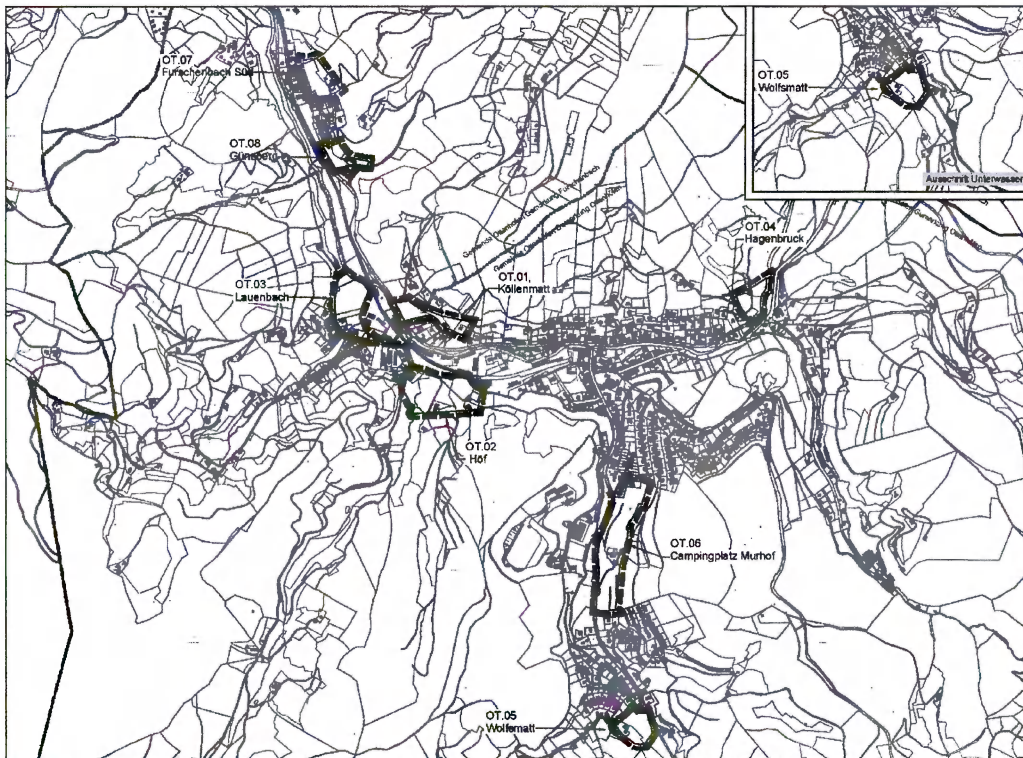 OT.07
Furschenbach Süd
OT.05
Wolfsmatt
OT.08
Günsberg
Ausschnitt Unterwasser
OT.04
Hagenbruck
OT.03
Lauenbach
OT.01
Köllenmatt
OT.02
Höf
OT.06
Campingplatz Murhof
OT.05
Wolfsmatt